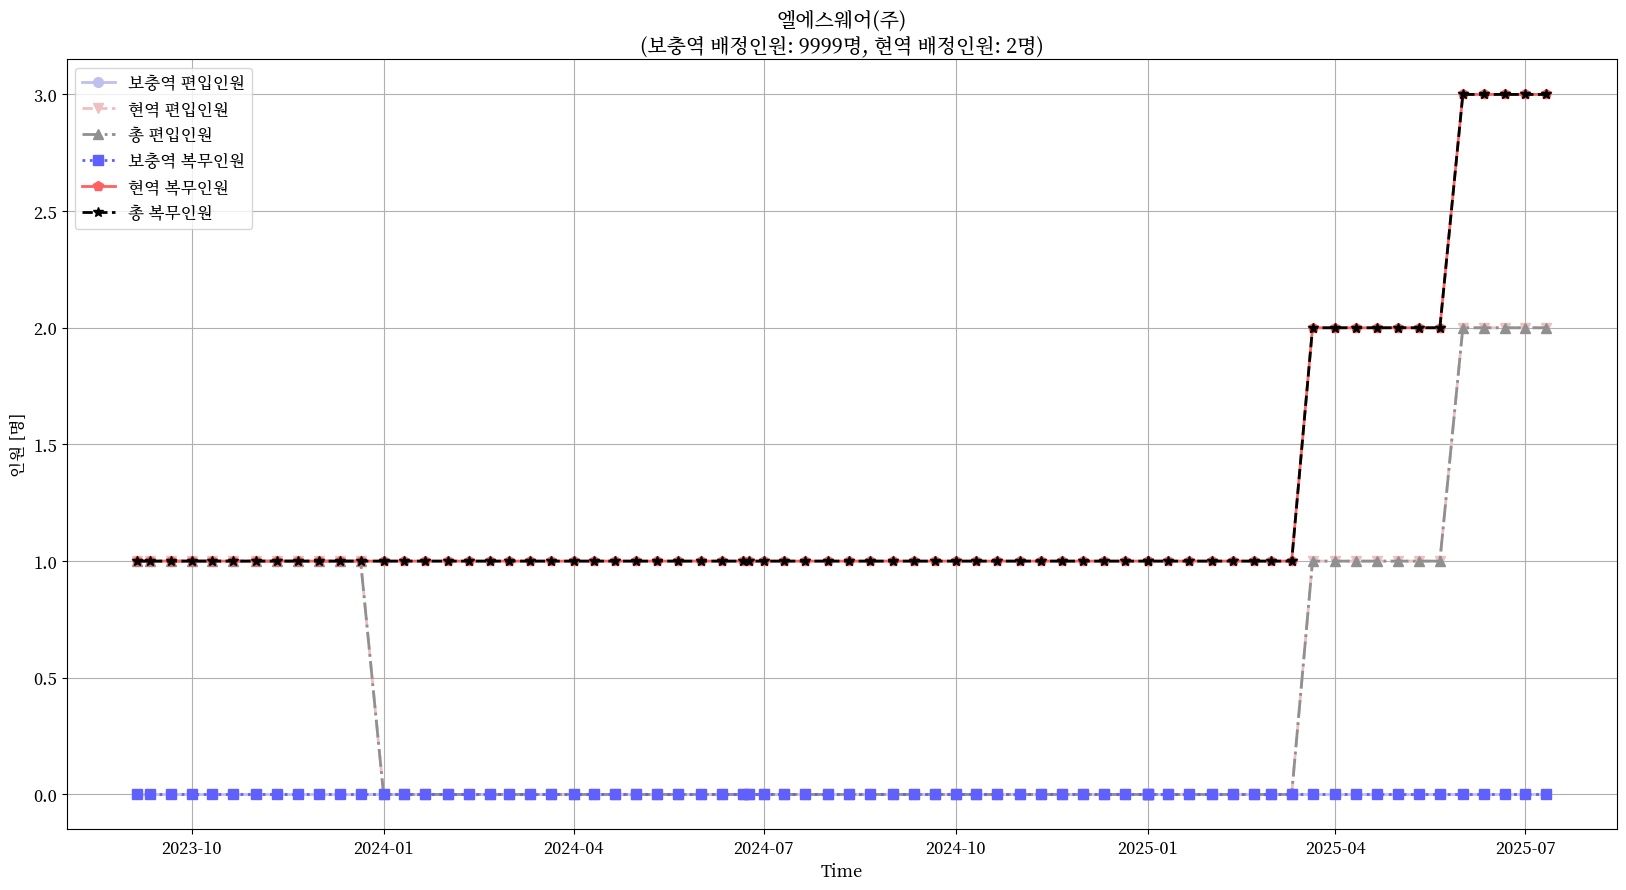 엘에스웨어(주)
(보충역 배정인원: 9999명, 현역 배정인원: 2명)
보충역 편입인원
현역 편입인원
총 편입인원
보충역 복무인원
현역 복무인원
총 복무인원
인원 [명]
3.0
2.5
2.0
1.5
1.0
0.5
0.0
2023-10
2024-01
2024-04
2024-07
2024-10
2025-01
2025-04
2025-07
Time